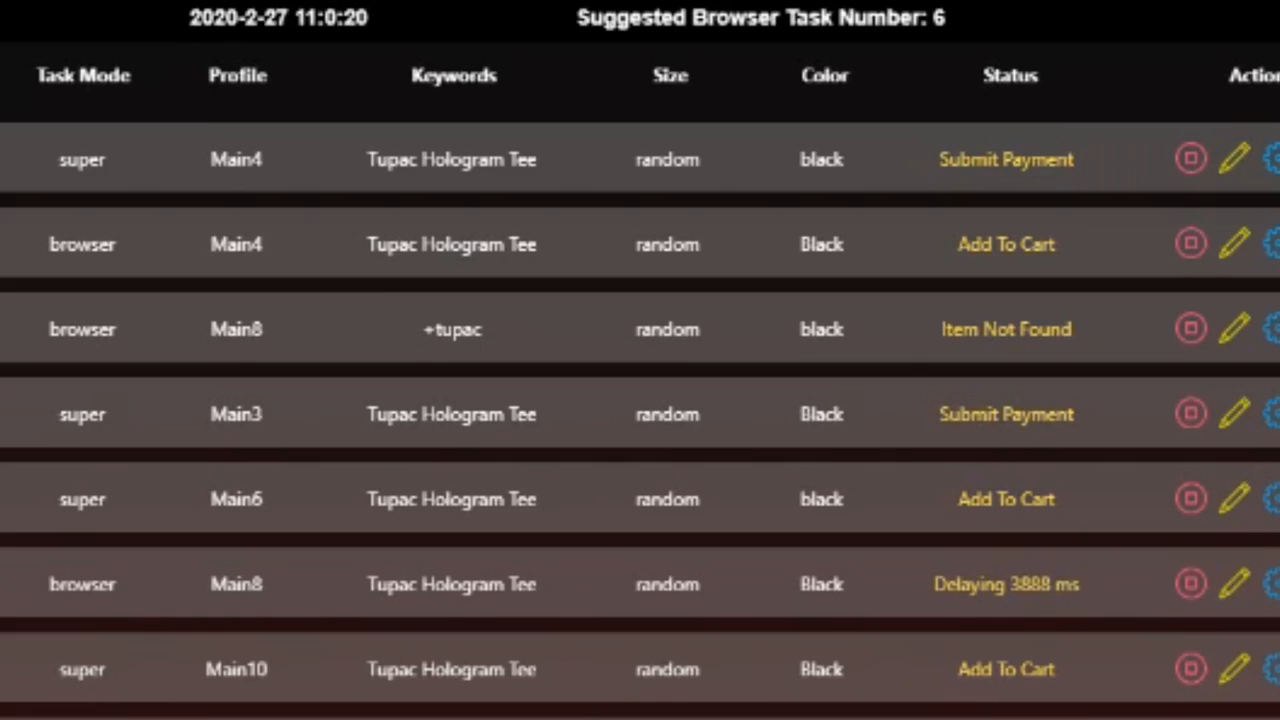 2020-2-27 11:0:20 Suggested Browser Task Number: 6
Task Mode Profile Keywords Size Color Status Action
super Main4 Tupac Hologram Tee random black Submit Payment
browser Main4 Tupac Hologram Tee random Black Add To Cart
browser Main8 +tupac random black Item Not Found
super Main3 Tupac Hologram Tee random Black Submit Payment
super Main6 Tupac Hologram Tee random black Add To Cart
browser Main8 Tupac Hologram Tee random Black Delaying 3888 ms
super Main10 Tupac Hologram Tee random Black Add To Cart